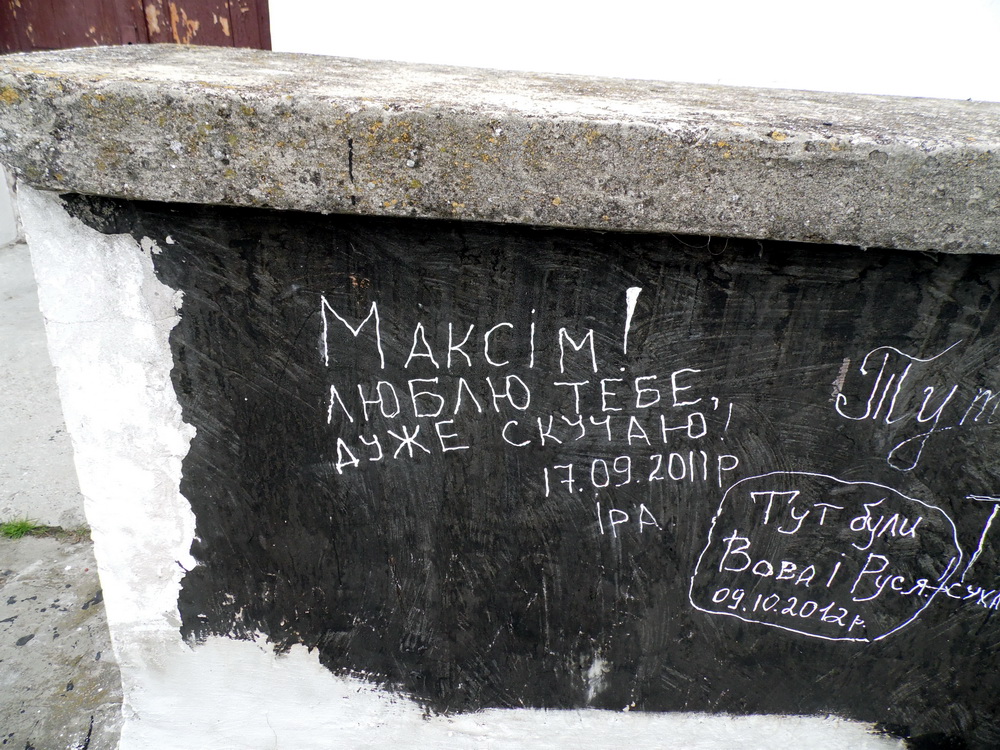 Максім!
ЛЮБЛЮ ТЕБЕ,
ДУЖЕ СКУЧАЮ!
17.09.2011р
Іра
Тут
Тут були
Вова і Руся
09.10.2012р.